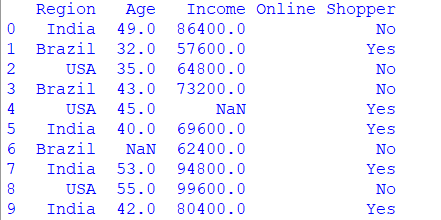 Region Age Income Online Shopper
0 India 49.0 86400.0 No
1 Brazil 32.0 57600.0 Yes
2 USA 35.0 64800.0 No
3 Brazil 43.0 73200.0 No
4 USA 45.0 NaN Yes
5 India 40.0 69600.0 Yes
6 Brazil NaN 62400.0 No
7 India 53.0 94800.0 Yes
8 USA 55.0 99600.0 No
9 India 42.0 80400.0 Yes